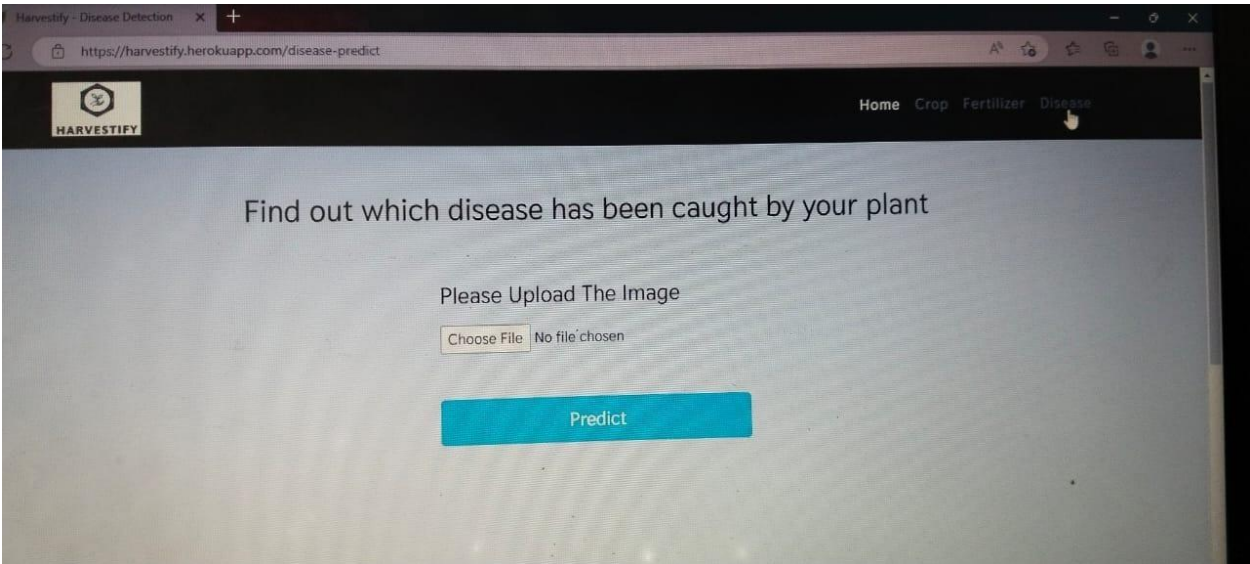 Harvestify - Disease Detection
https://harvestify.herokuapp.com/disease-predict
HARVESTIFY
Home Crop Fertilizer Disease
Find out which disease has been caught by your plant
Please Upload The Image
Choose File No file chosen
Predict